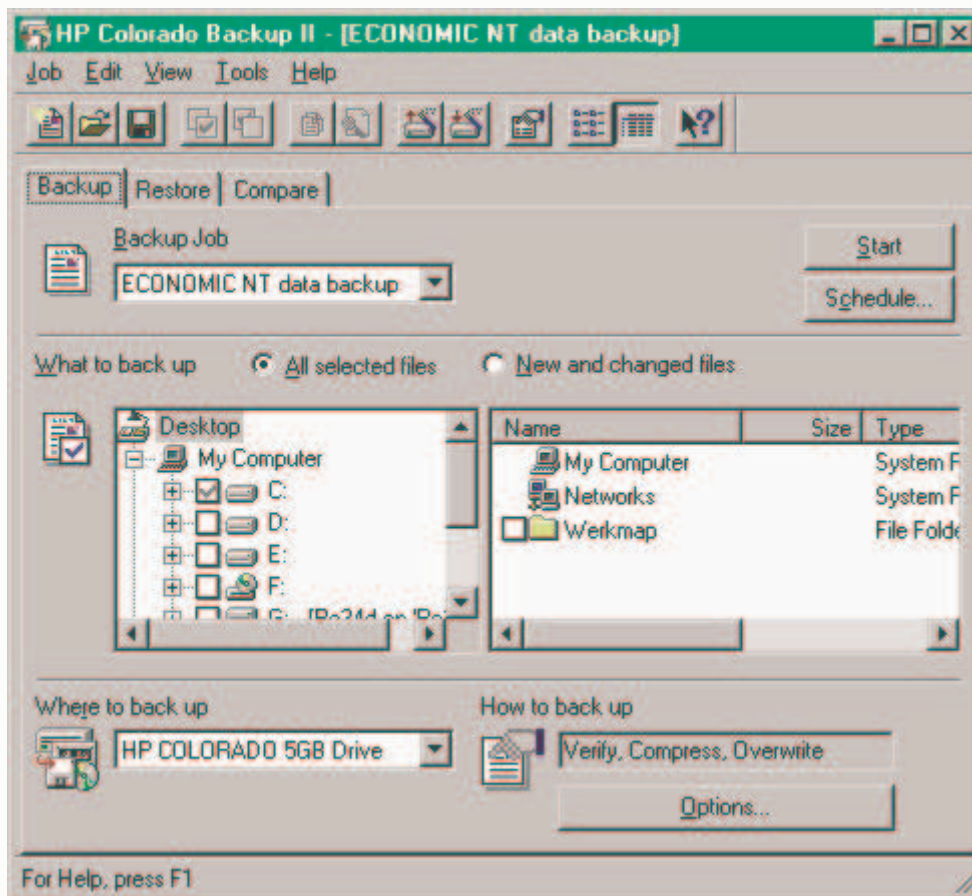 HP Colorado Backup II - [ECONOMIC NT data backup]
Job Edit View Tools Help
Backup Restore Compare
Backup Job
Start
ECONOMIC NT data backup
Schedule...
What to back up All selected files New and changed files
Desktop
My Computer
C:
D:
E:
F:
G:
Name Size Type
My Computer System F
Networks System F
Werkmap File Folde
Where to back up
HP COLORADO 5GB Drive
How to back up
Verify, Compress, Overwrite
Options...
For Help, press F1